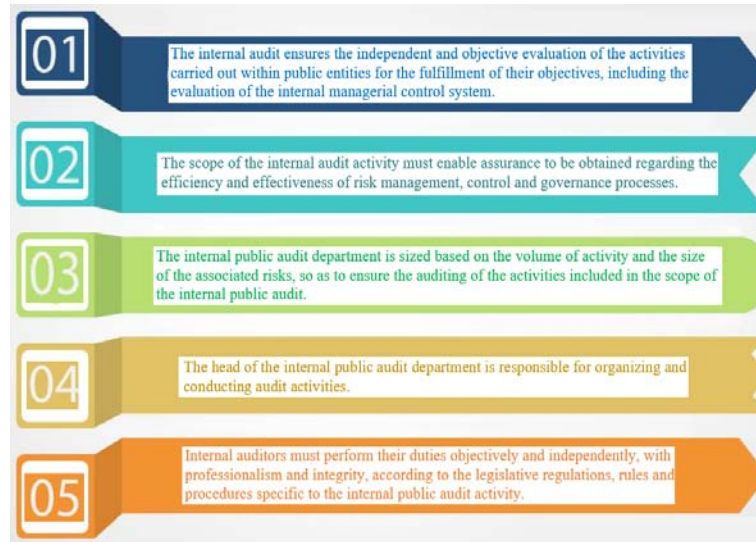 01
The internal audit ensures the independent and objective evaluation of the activities
carried out within public entities for the fulfillment of their objectives, including the
evaluation of the internal managerial control system.
02
The scope of the internal audit activity must enable assurance to be obtained regarding the
efficiency and effectiveness of risk management, control and governance processes.
03
The internal public audit department is sized based on the volume of activity and the size
of the associated risks, so as to ensure the auditing of the activities included in the scope of
the internal public audit.
04
The head of the internal public audit department is responsible for organizing and
conducting audit activities.
05
Internal auditors must perform their duties objectively and independently, with
professionalism and integrity, according to the legislative regulations, rules and
procedures specific to the internal public audit activity.